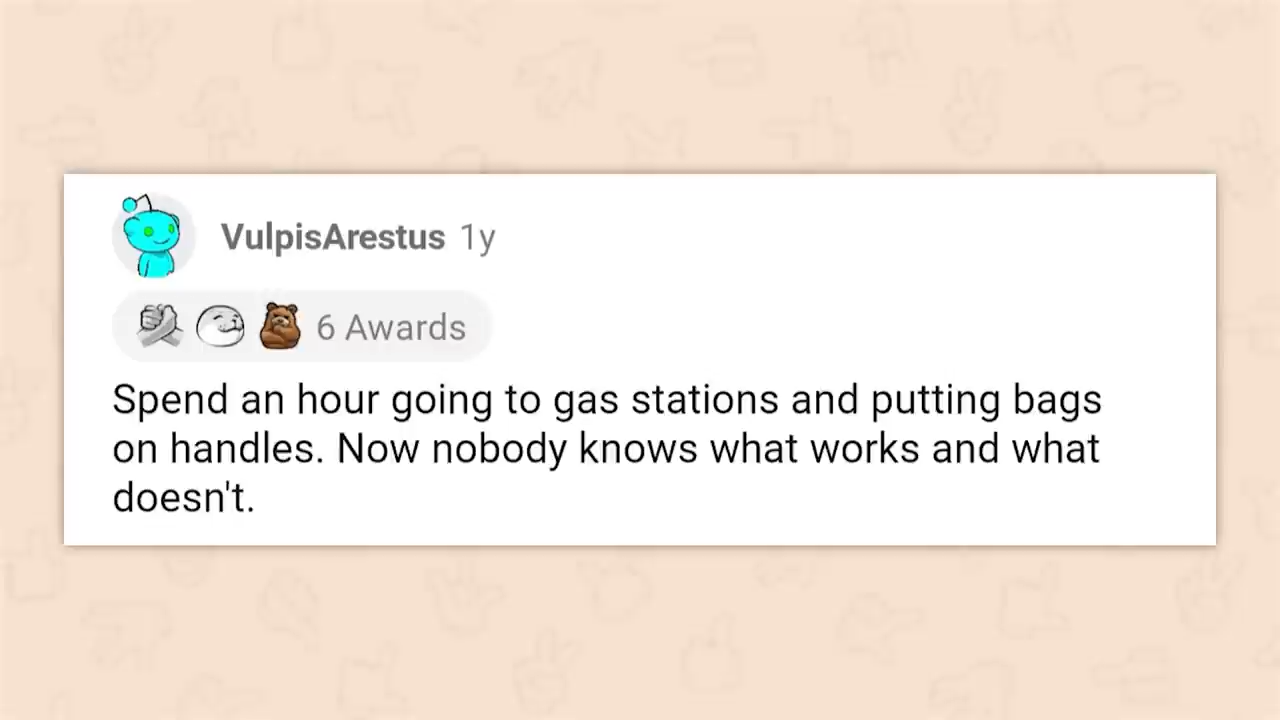 VulpisArestus 1y
6 Awards
Spend an hour going to gas stations and putting bags
on handles. Now nobody knows what works and what
doesn't.